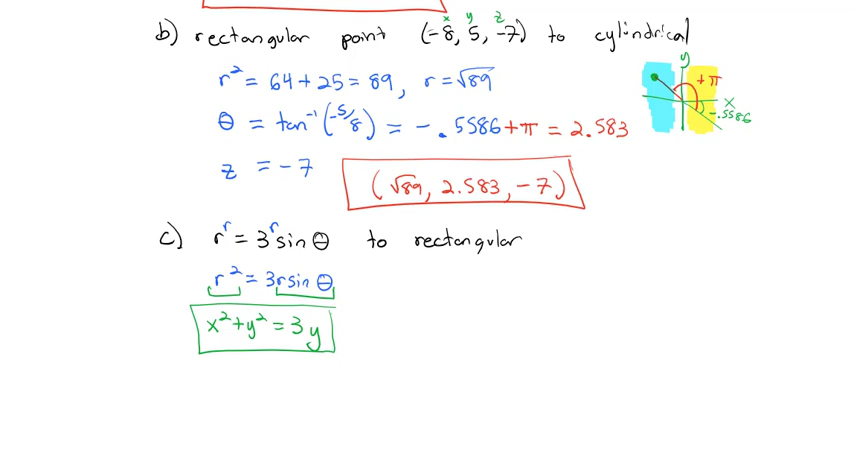 b) rectangular point (-8, 5, -7) to cylindrical
x y z
r² = 64 + 25 = 89, r = √89
θ = tan⁻¹(-5/8) = -.5586 + π = 2.583
z = -7
(√89, 2.583, -7)
y
+π
x
-.5586
c) r^r = 3^r sin θ to rectangular
r² = 3r sin θ
x² + y² = 3y